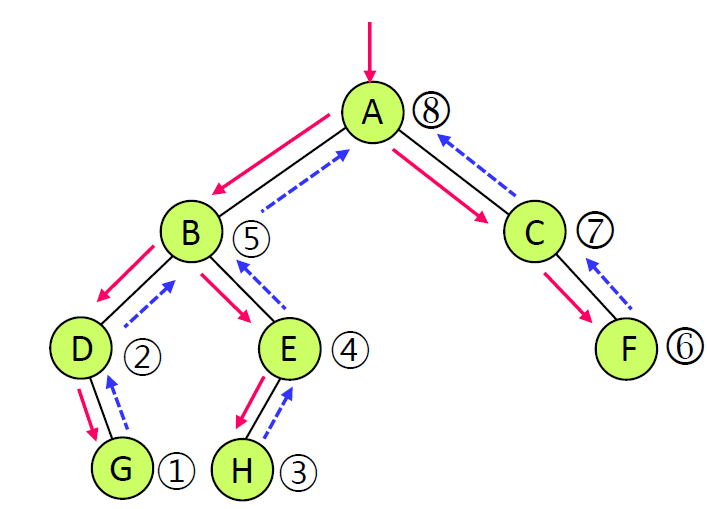 A ⑧
B ⑤ C ⑦
D ② E ④ F ⑥
G ① H ③